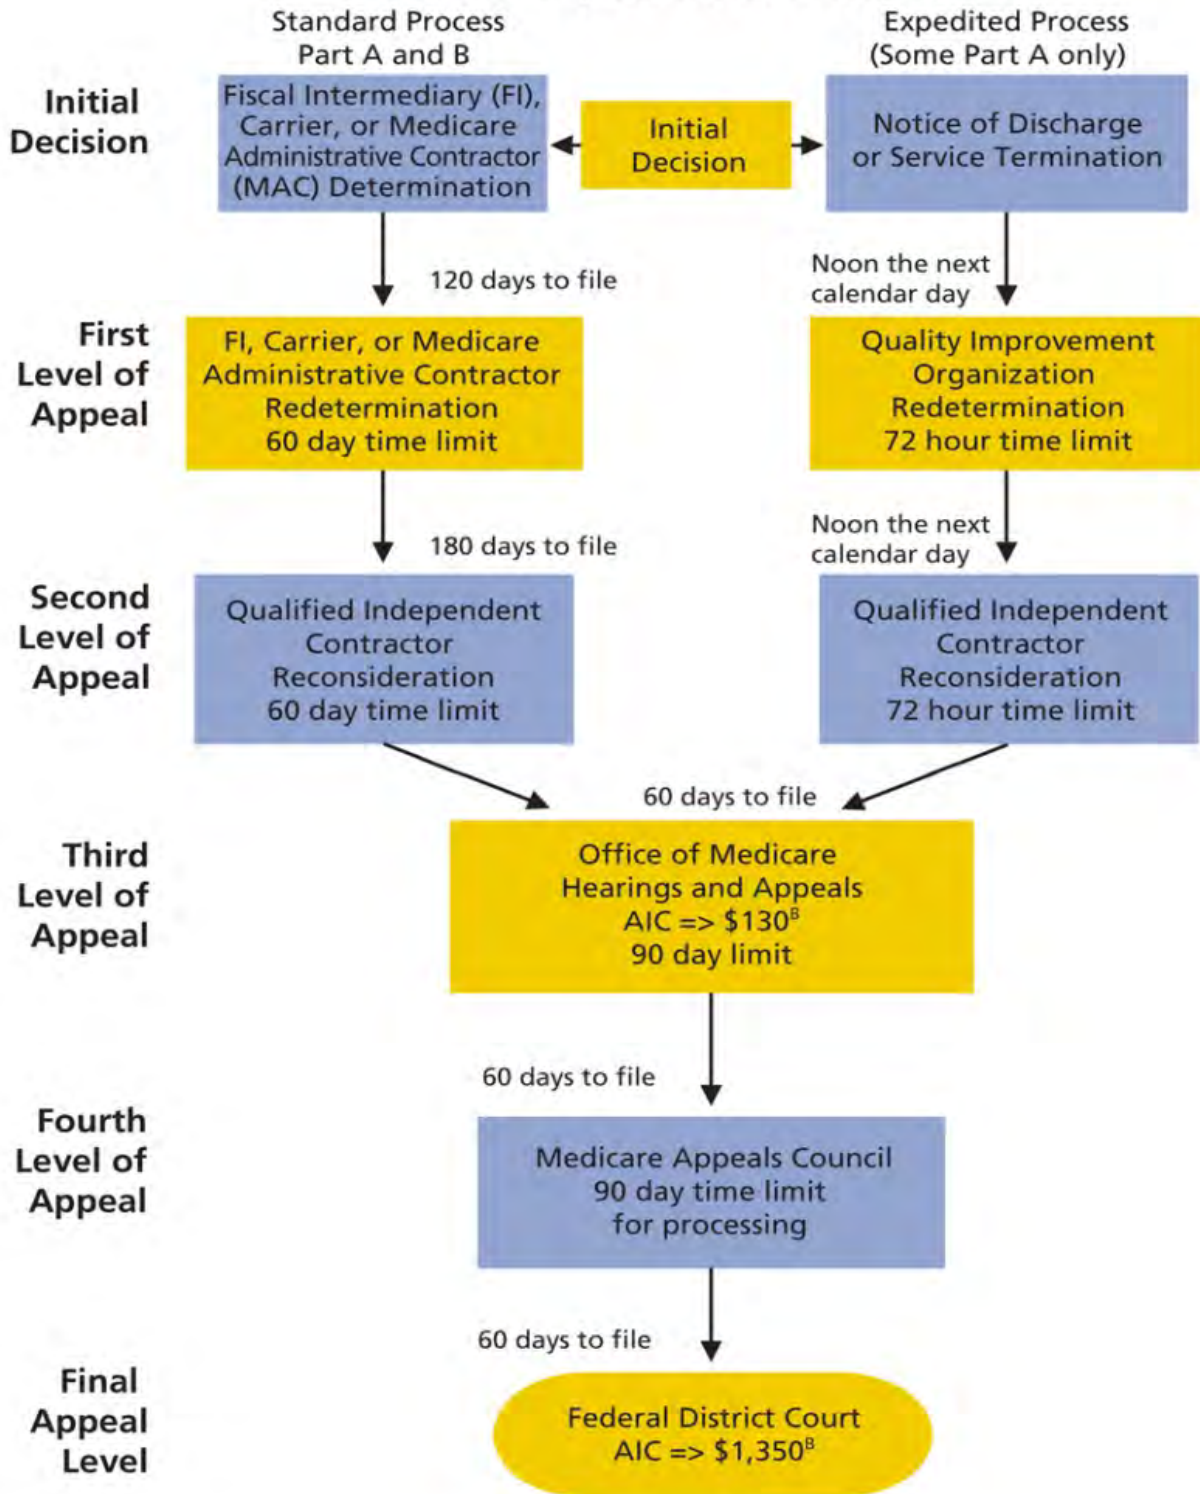 Standard Process
Part A and B
Expedited Process
(Some Part A only)
Initial
Decision
Fiscal Intermediary (FI),
Carrier, or Medicare
Administrative Contractor
(MAC) Determination
Initial
Decision
Notice of Discharge
or Service Termination
120 days to file
Noon the next
calendar day
First
Level of
Appeal
FI, Carrier, or Medicare
Administrative Contractor
Redetermination
60 day time limit
Quality Improvement
Organization
Redetermination
72 hour time limit
180 days to file
Noon the next
calendar day
Second
Level of
Appeal
Qualified Independent
Contractor
Reconsideration
60 day time limit
Qualified Independent
Contractor
Reconsideration
72 hour time limit
60 days to file
Third
Level of
Appeal
Office of Medicare
Hearings and Appeals
AIC => $130ᴮ
90 day limit
60 days to file
Fourth
Level of
Appeal
Medicare Appeals Council
90 day time limit
for processing
60 days to file
Final
Appeal
Level
Federal District Court
AIC => $1,350ᴮ